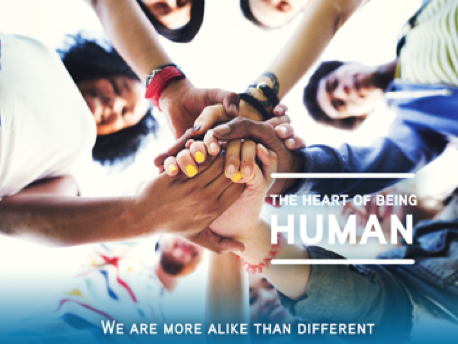 THE HEART OF BEING
HUMAN
WE ARE MORE ALIKE THAN DIFFERENT